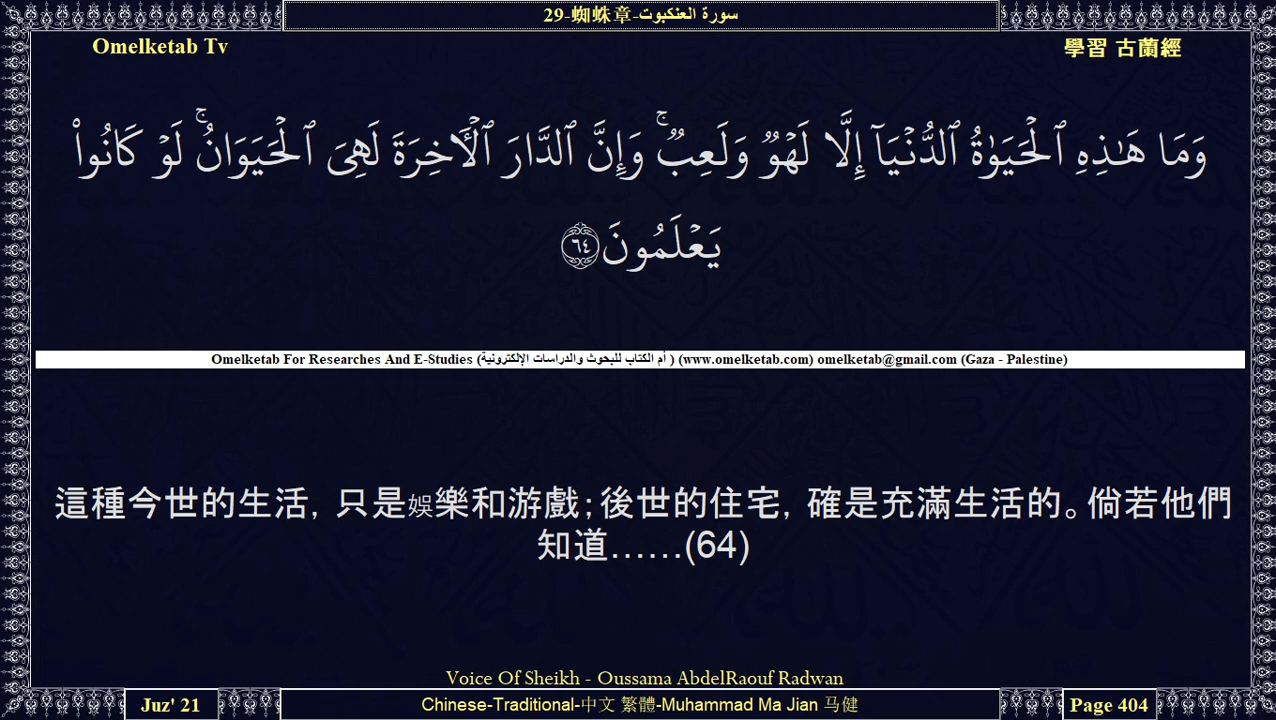 29-蜘蛛章-سورة العنكبوت
Omelketab Tv
學習 古蘭經
وَمَا هَٰذِهِ ٱلْحَيَوٰةُ ٱلدُّنْيَآ إِلَّا لَهْوٌ وَلَعِبٌ ۚ وَإِنَّ ٱلدَّارَ ٱلْـَٔاخِرَةَ لَهِىَ ٱلْحَيَوَانُ ۚ لَوْ كَانُوا۟
يَعْلَمُونَ ٦٤
Omelketab For Researches And E-Studies (أم الكتاب للبحوث والدراسات الإلكترونية ) (www.omelketab.com) omelketab@gmail.com (Gaza - Palestine)
這種今世的生活，只是娛樂和游戲；後世的住宅，確是充滿生活的。倘若他們
知道……(64)
Voice Of Sheikh - Oussama AbdelRaouf Radwan
Juz' 21
Chinese-Traditional-中文 繁體-Muhammad Ma Jian 马健
Page 404